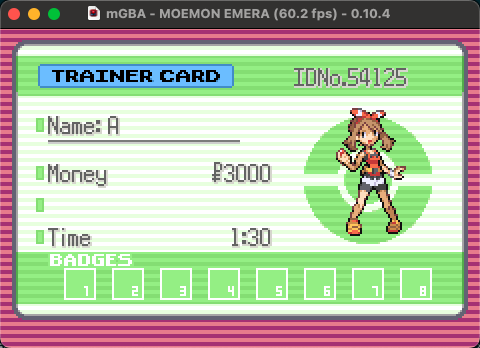 mGBA - MOEMON EMERA (60.2 fps) - 0.10.4
TRAINER CARD
IDNo.54125
Name: A
Money ₽3000
Time 1:30
BADGES
1 2 3 4 5 6 7 8